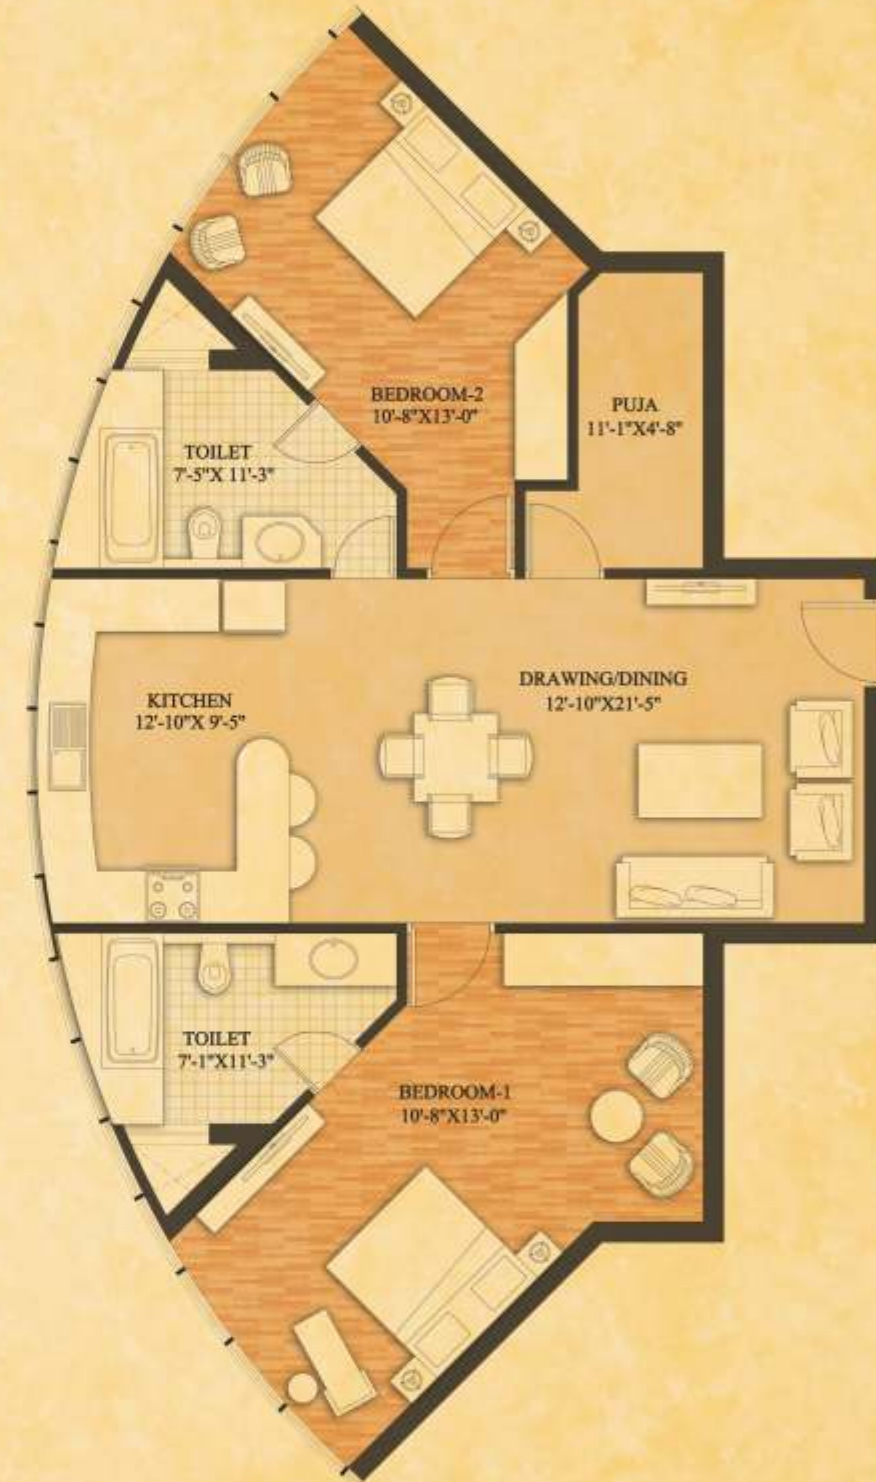 BEDROOM-2
10'-8"X13'-0"
PUJA
11'-1"X4'-8"
TOILET
7'-5"X 11'-3"
DRAWING/DINING
12'-10"X21'-5"
KITCHEN
12'-10"X 9'-5"
TOILET
7'-1"X11'-3"
BEDROOM-1
10'-8"X13'-0"